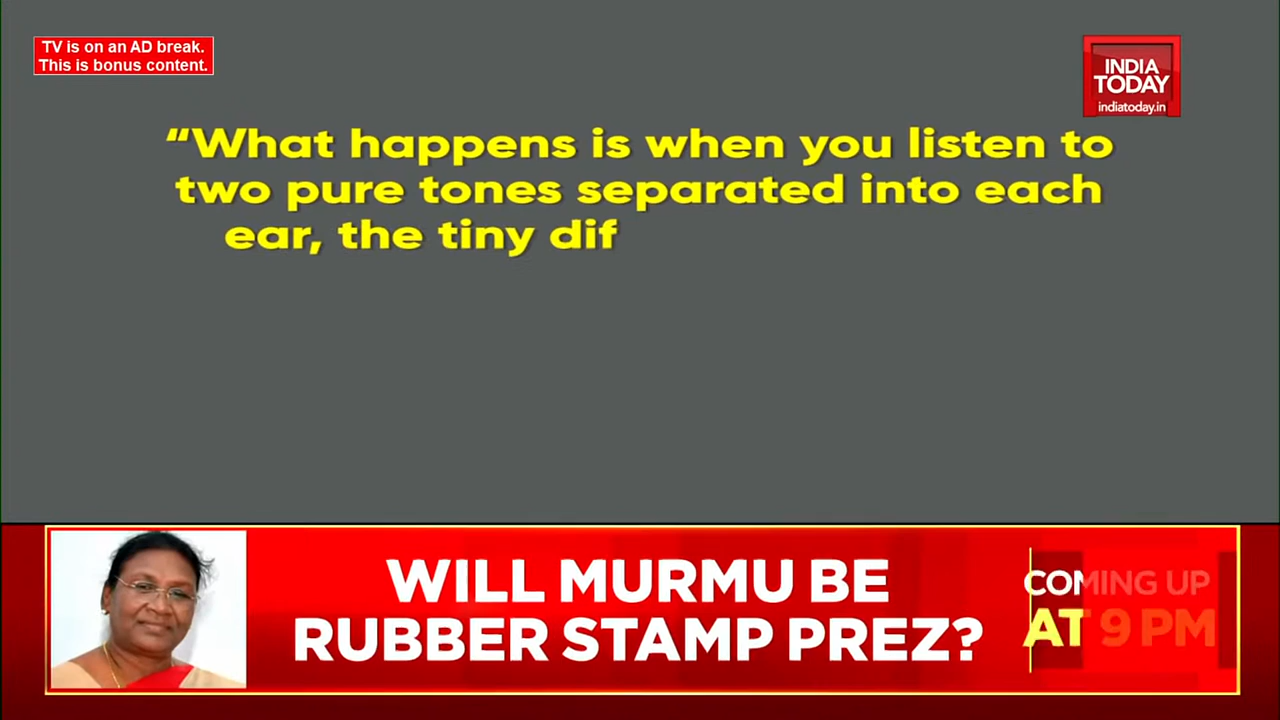 TV is on an AD break.
This is bonus content.
INDIA
TODAY
indiatoday.in
“What happens is when you listen to
two pure tones separated into each
ear, the tiny dif
WILL MURMU BE
RUBBER STAMP PREZ?
COMING UP
AT 9 PM